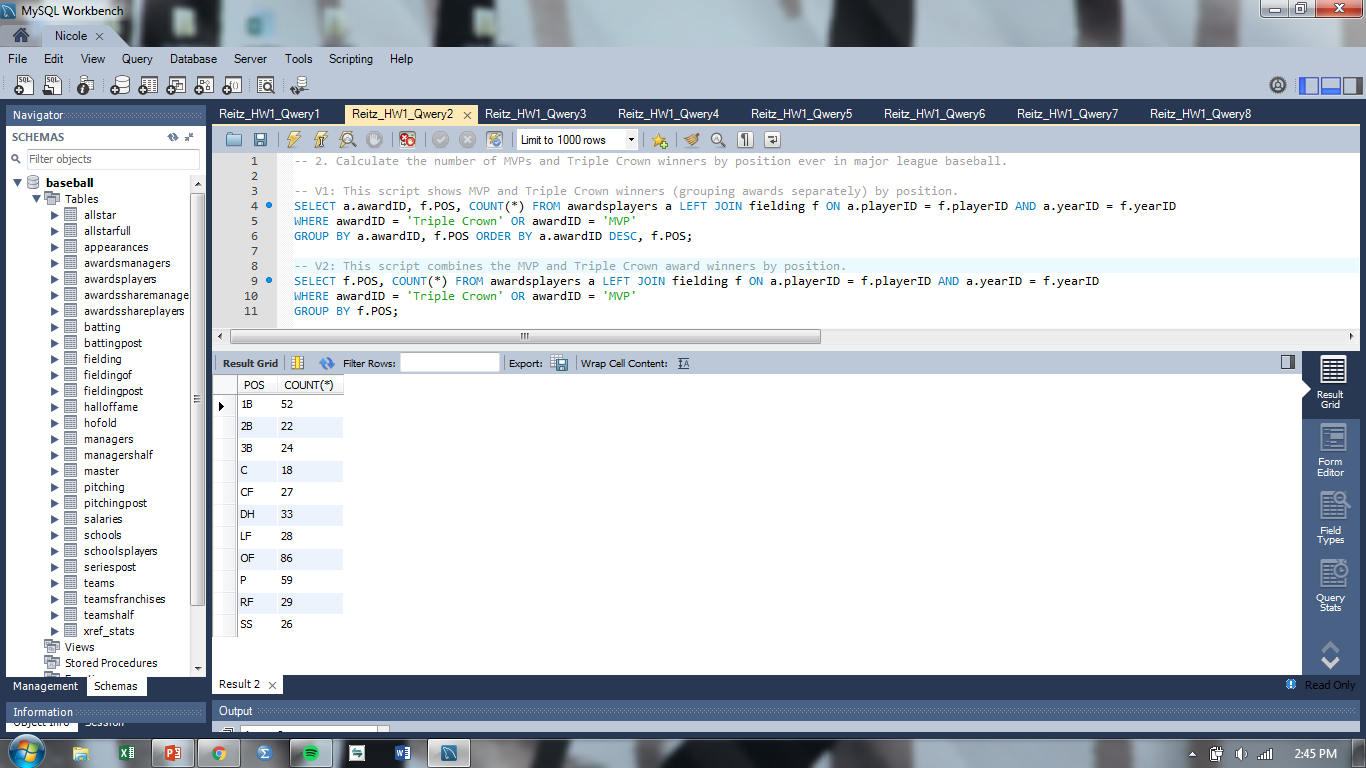 MySQL Workbench
Nicole
File Edit View Query Database Server Tools Scripting Help
Navigator
SCHEMAS
Filter objects
baseball
Tables
allstar
allstarfull
appearances
awardsmanagers
awardsplayers
awardssharemanage
awardsshareplayers
batting
battingpost
fielding
fieldingof
fieldingpost
halloffame
hofold
managers
managershalf
master
pitching
pitchingpost
salaries
schools
schoolsplayers
seriespost
teams
teamsfranchises
teamshalf
xref_stats
Views
Stored Procedures
Management Schemas
Information
Object Info Session
Reitz_HW1_Qwery1 Reitz_HW1_Qwery2 Reitz_HW1_Qwery3 Reitz_HW1_Qwery4 Reitz_HW1_Qwery5 Reitz_HW1_Qwery6 Reitz_HW1_Qwery7 Reitz_HW1_Qwery8
Limit to 1000 rows
1 -- 2. Calculate the number of MVPs and Triple Crown winners by position ever in major league baseball.
2
3 -- V1: This script shows MVP and Triple Crown winners (grouping awards separately) by position.
4 SELECT a.awardID, f.POS, COUNT(*) FROM awardsplayers a LEFT JOIN fielding f ON a.playerID = f.playerID AND a.yearID = f.yearID
5 WHERE awardID = 'Triple Crown' OR awardID = 'MVP'
6 GROUP BY a.awardID, f.POS ORDER BY a.awardID DESC, f.POS;
7
8 -- V2: This script combines the MVP and Triple Crown award winners by position.
9 SELECT f.POS, COUNT(*) FROM awardsplayers a LEFT JOIN fielding f ON a.playerID = f.playerID AND a.yearID = f.yearID
10 WHERE awardID = 'Triple Crown' OR awardID = 'MVP'
11 GROUP BY f.POS;
Result Grid Filter Rows: Export: Wrap Cell Content:
POS COUNT(*)
1B 52
2B 22
3B 24
C 18
CF 27
DH 33
LF 28
OF 86
P 59
RF 29
SS 26
Result Grid
Form Editor
Field Types
Query Stats
Result 2
Read Only
Output
2:45 PM